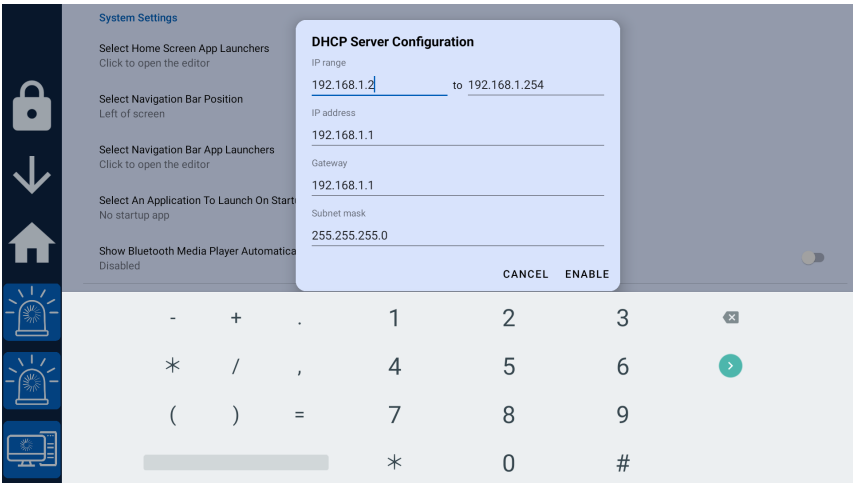 System Settings
Select Home Screen App Launchers
Click to open the editor
Select Navigation Bar Position
Left of screen
Select Navigation Bar App Launchers
Click to open the editor
Select An Application To Launch On Start
No startup app
Show Bluetooth Media Player Automatica
Disabled
DHCP Server Configuration
IP range
192.168.1.2 to 192.168.1.254
IP address
192.168.1.1
Gateway
192.168.1.1
Subnet mask
255.255.255.0
CANCEL ENABLE
- + . 1 2 3
* / , 4 5 6
( ) = 7 8 9
* 0 #